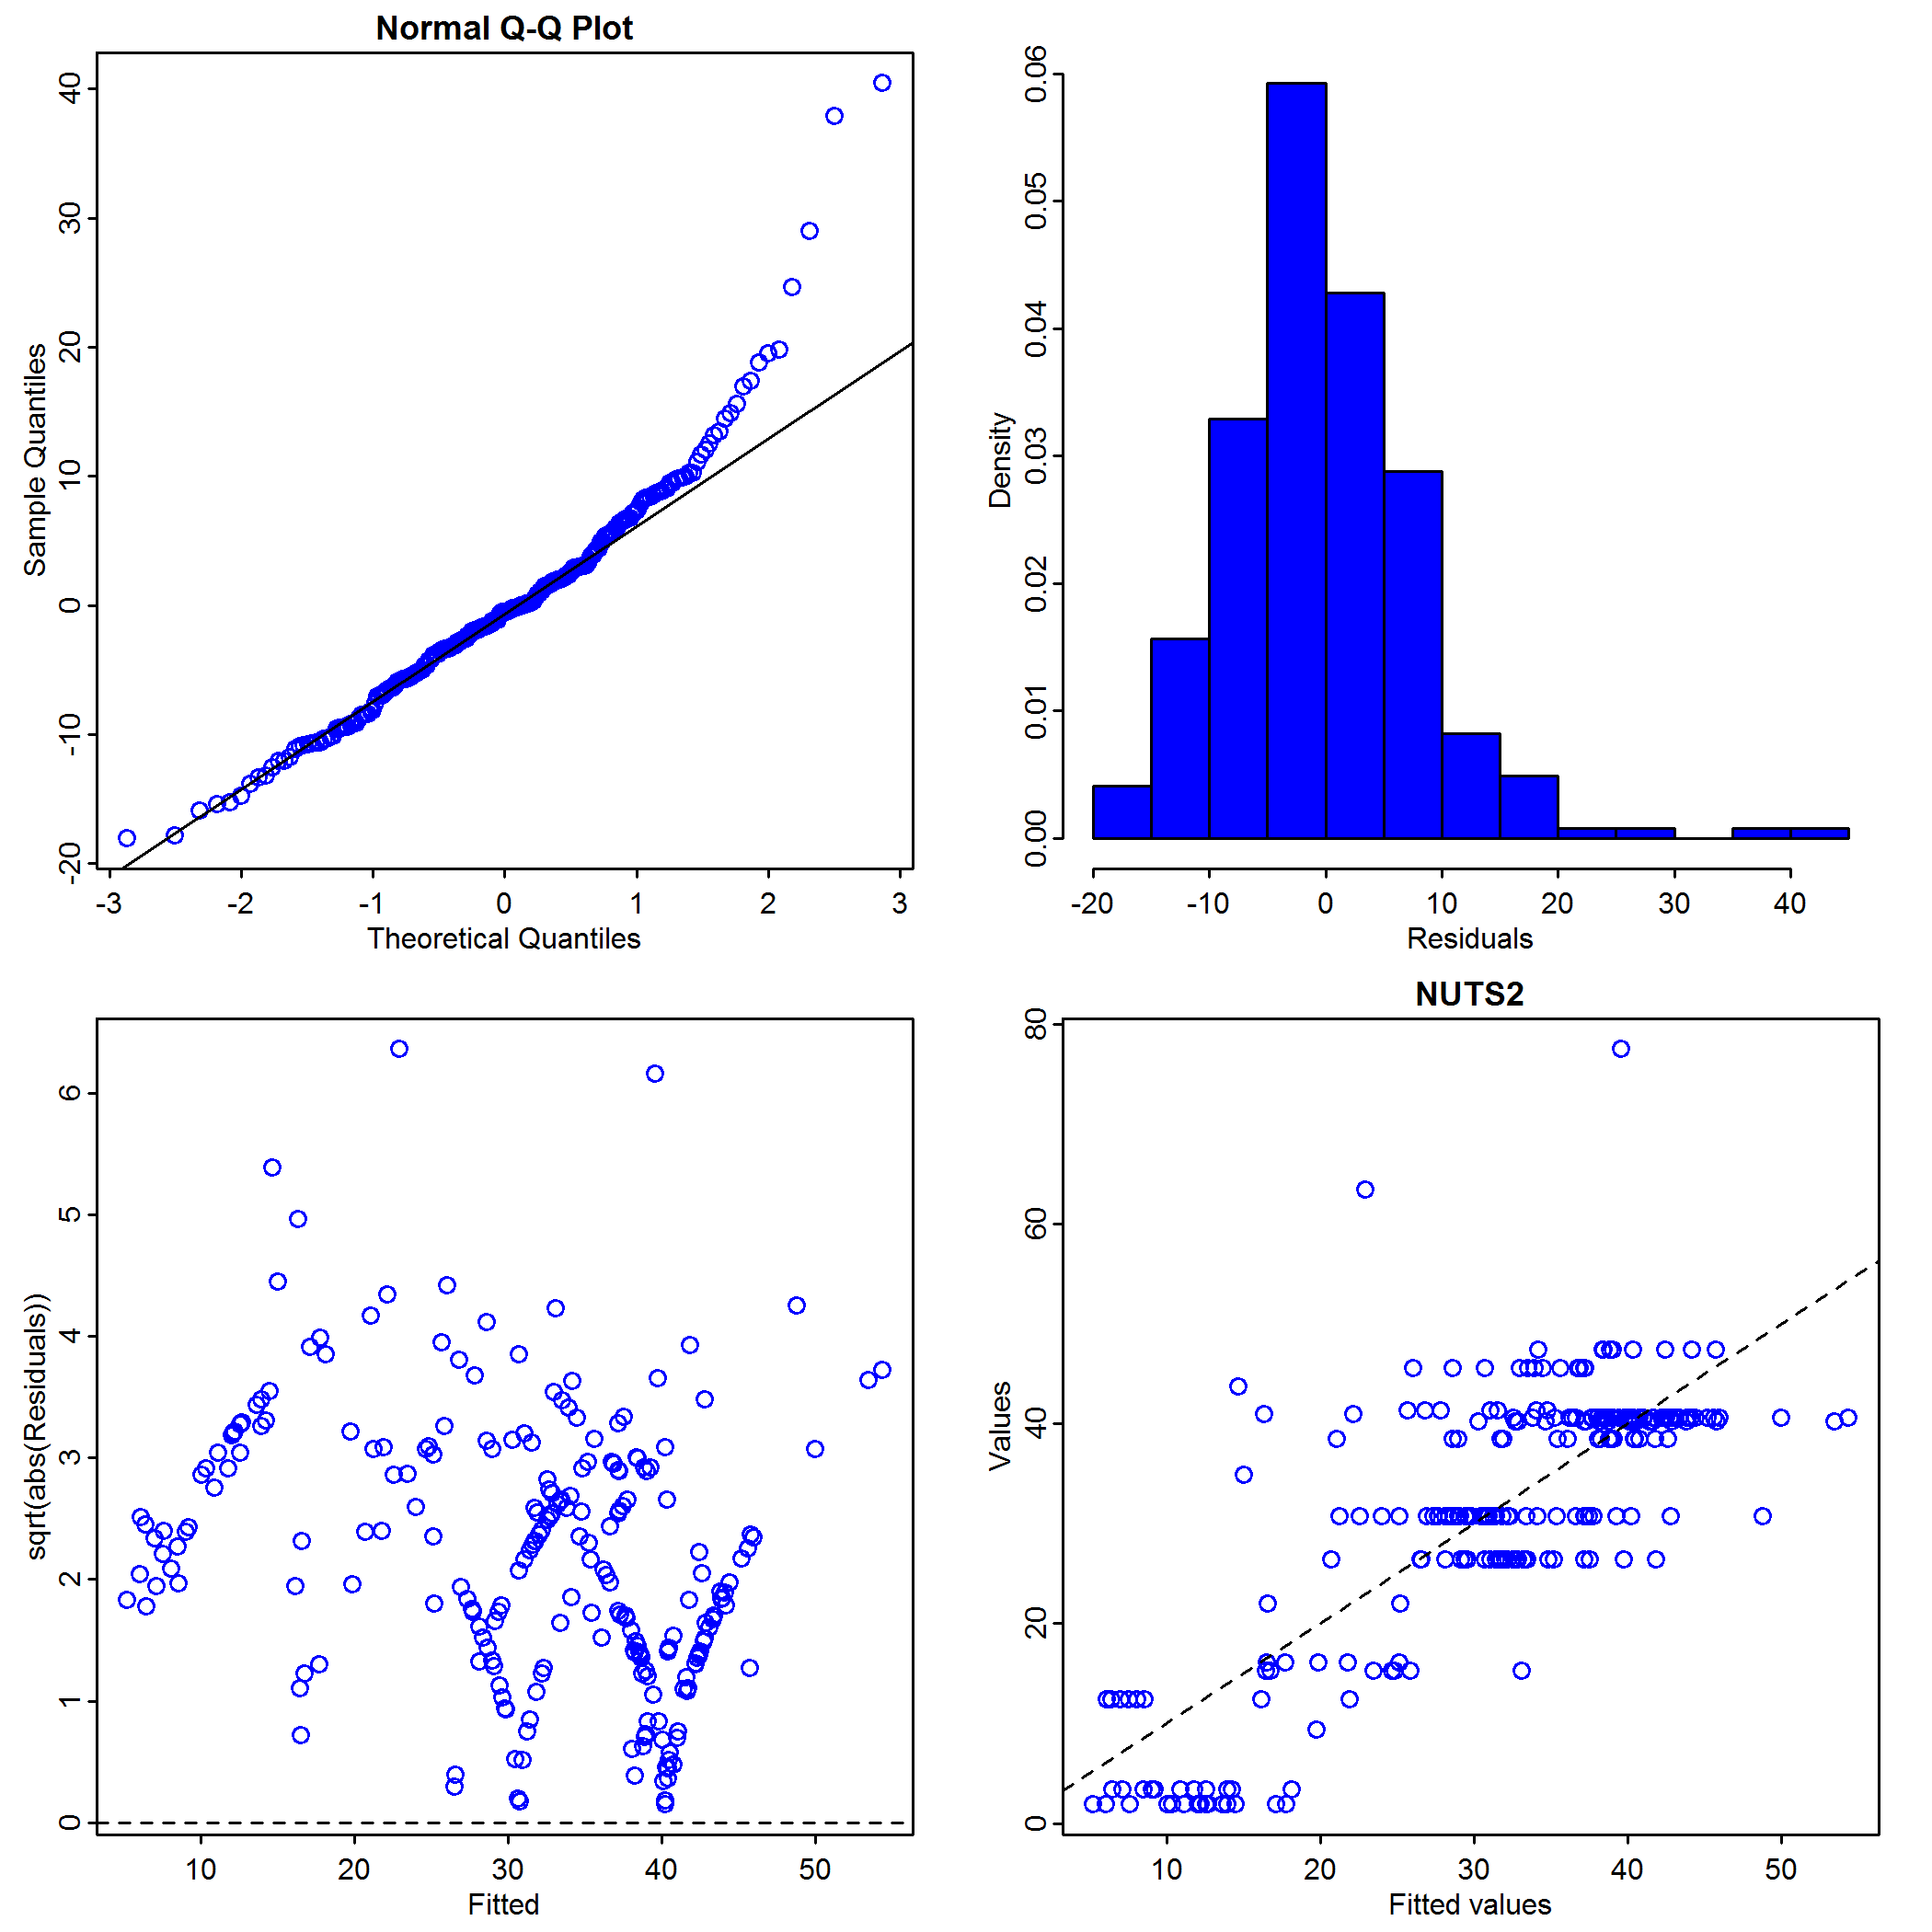 Normal Q-Q Plot
Sample Quantiles
-20 -10 0 10 20 30 40
-3 -2 -1 0 1 2 3
Theoretical Quantiles
Density
0.00 0.01 0.02 0.03 0.04 0.05 0.06
-20 -10 0 10 20 30 40
Residuals
sqrt(abs(Residuals))
0 1 2 3 4 5 6
10 20 30 40 50
Fitted
NUTS2
Values
0 20 40 60 80
10 20 30 40 50
Fitted values